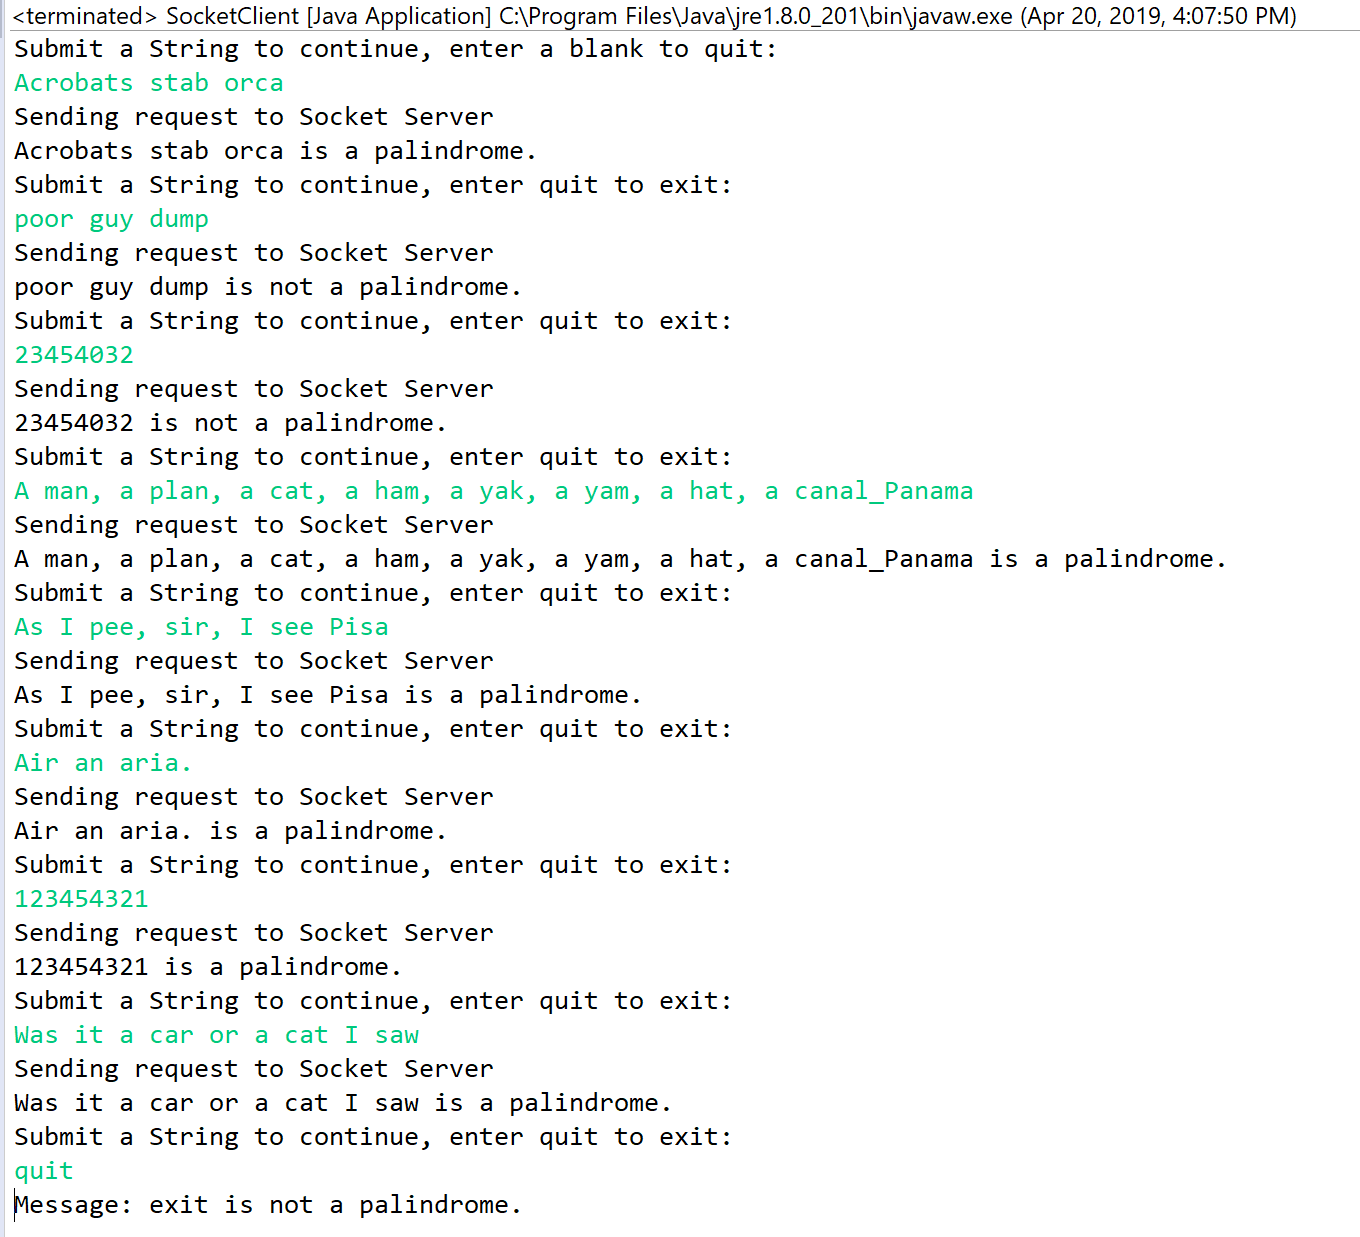 <terminated> SocketClient [Java Application] C:\Program Files\Java\jre1.8.0_201\bin\javaw.exe (Apr 20, 2019, 4:07:50 PM)
Submit a String to continue, enter a blank to quit:
Acrobats stab orca
Sending request to Socket Server
Acrobats stab orca is a palindrome.
Submit a String to continue, enter quit to exit:
poor guy dump
Sending request to Socket Server
poor guy dump is not a palindrome.
Submit a String to continue, enter quit to exit:
23454032
Sending request to Socket Server
23454032 is not a palindrome.
Submit a String to continue, enter quit to exit:
A man, a plan, a cat, a ham, a yak, a yam, a hat, a canal_Panama
Sending request to Socket Server
A man, a plan, a cat, a ham, a yak, a yam, a hat, a canal_Panama is a palindrome.
Submit a String to continue, enter quit to exit:
As I pee, sir, I see Pisa
Sending request to Socket Server
As I pee, sir, I see Pisa is a palindrome.
Submit a String to continue, enter quit to exit:
Air an aria.
Sending request to Socket Server
Air an aria. is a palindrome.
Submit a String to continue, enter quit to exit:
123454321
Sending request to Socket Server
123454321 is a palindrome.
Submit a String to continue, enter quit to exit:
Was it a car or a cat I saw
Sending request to Socket Server
Was it a car or a cat I saw is a palindrome.
Submit a String to continue, enter quit to exit:
quit
Message: exit is not a palindrome.